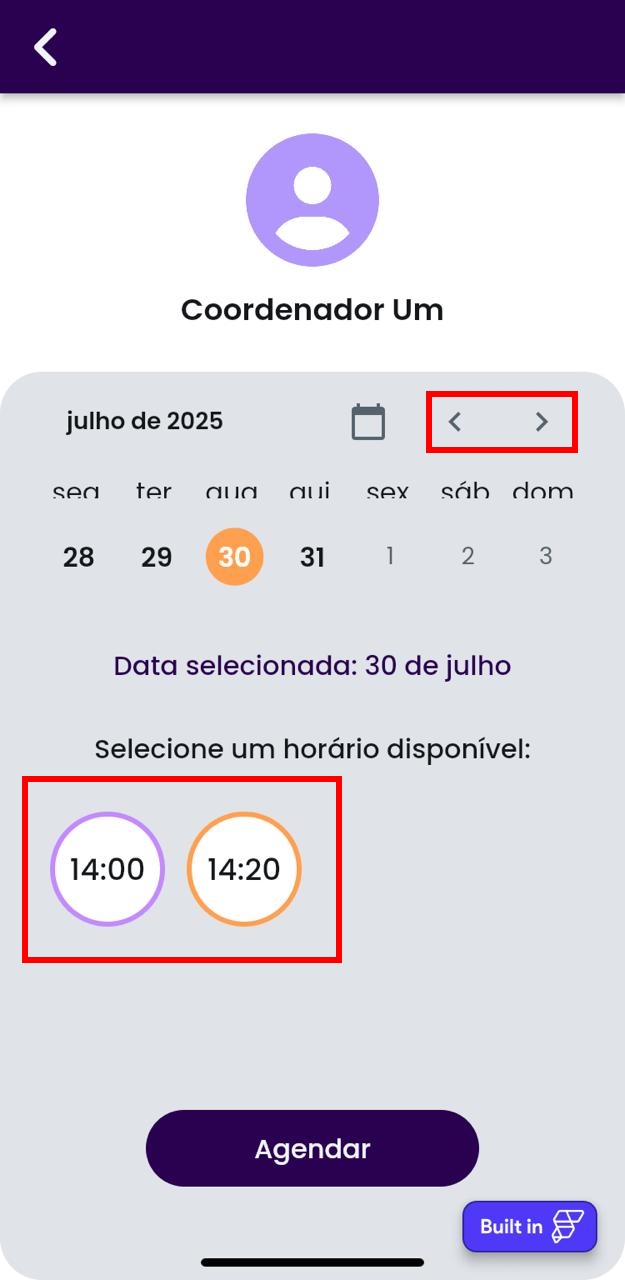 Coordenador Um
julho de 2025
seg ter qua qui sex sáb dom
28 29 30 31 1 2 3
Data selecionada: 30 de julho
Selecione um horário disponível:
14:00 14:20
Agendar
Built in